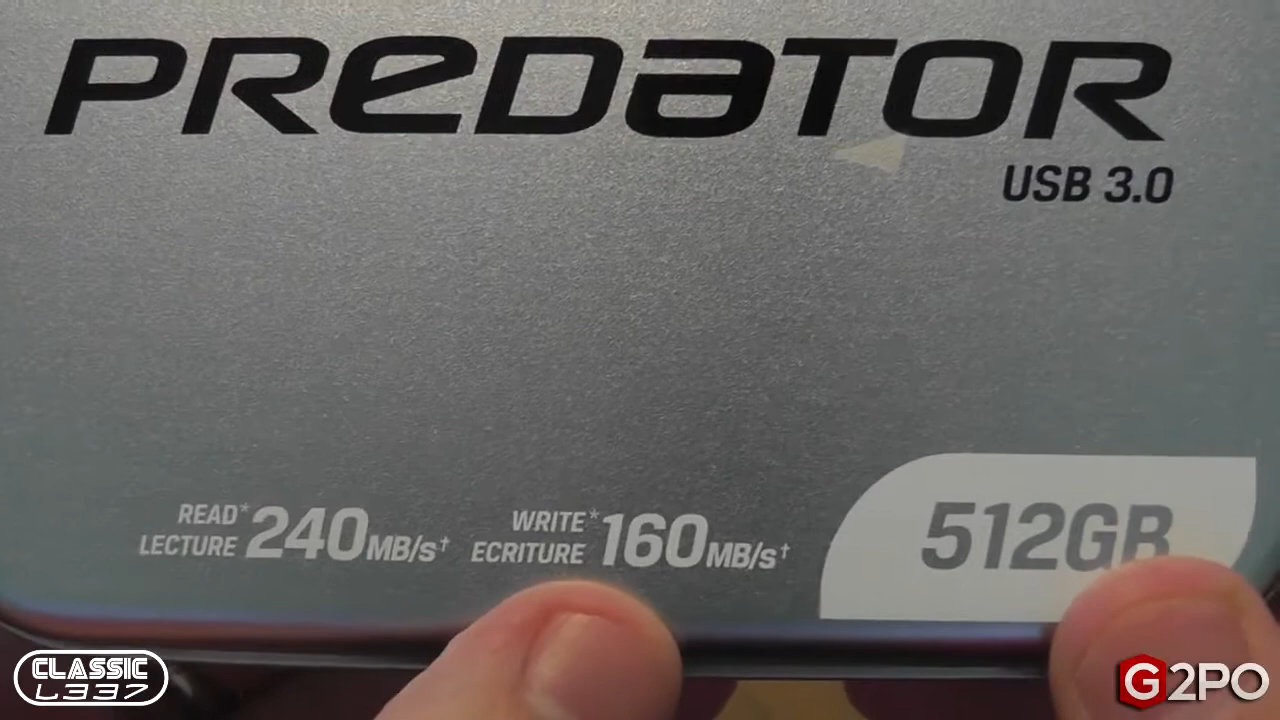 PREDATOR
USB 3.0
READ* LECTURE 240MB/s†
WRITE* ECRITURE 160MB/s†
512GB
CLASSIC
L337
G2PO